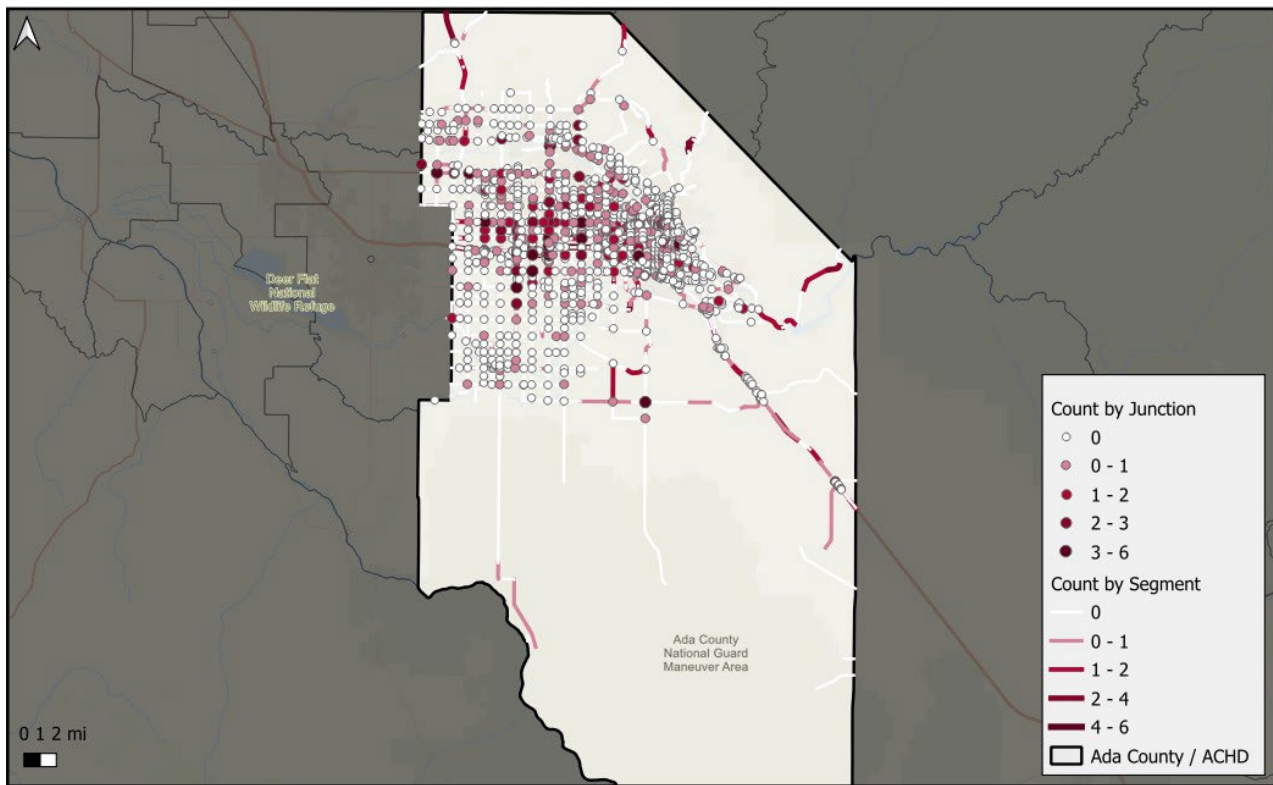 Deer Flat
National
Wildlife Refuge
Ada County
National Guard
Maneuver Area
0 1 2 mi
Count by Junction
0
0 - 1
1 - 2
2 - 3
3 - 6
Count by Segment
0
0 - 1
1 - 2
2 - 4
4 - 6
Ada County / ACHD